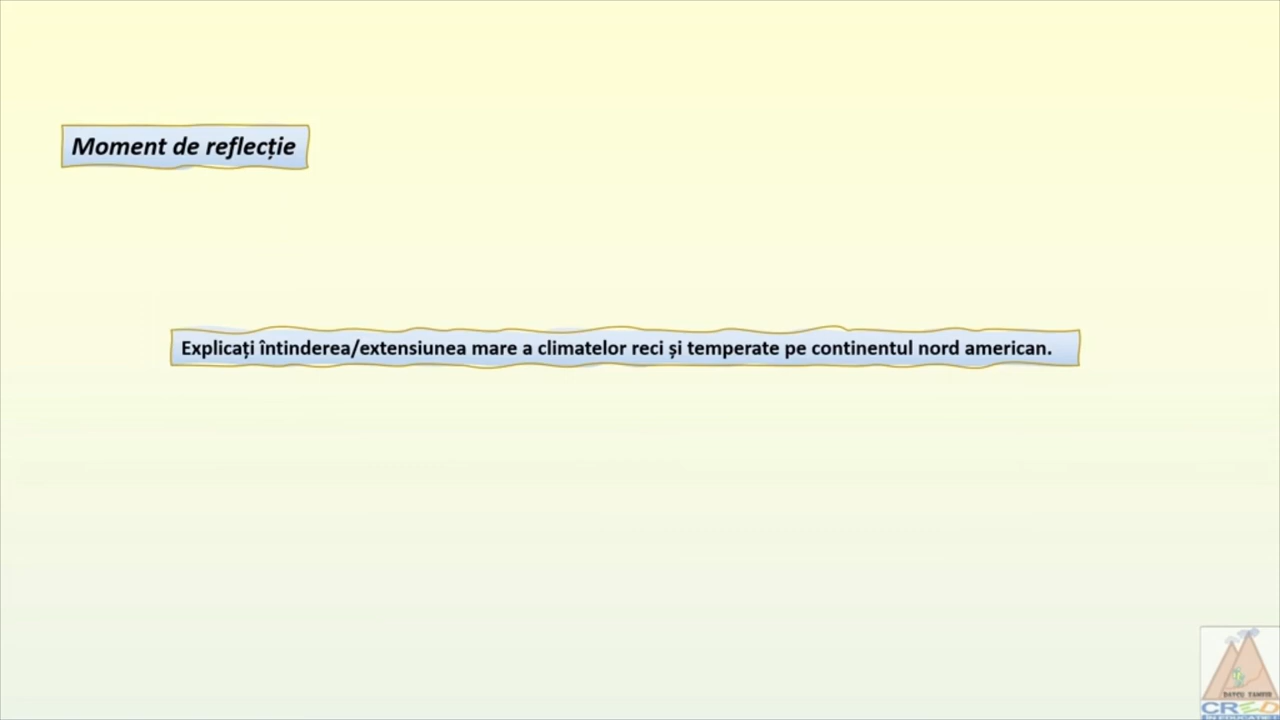 Moment de reflecție
Explicați întinderea/extensiunea mare a climatelor reci și temperate pe continentul nord american.
CRED